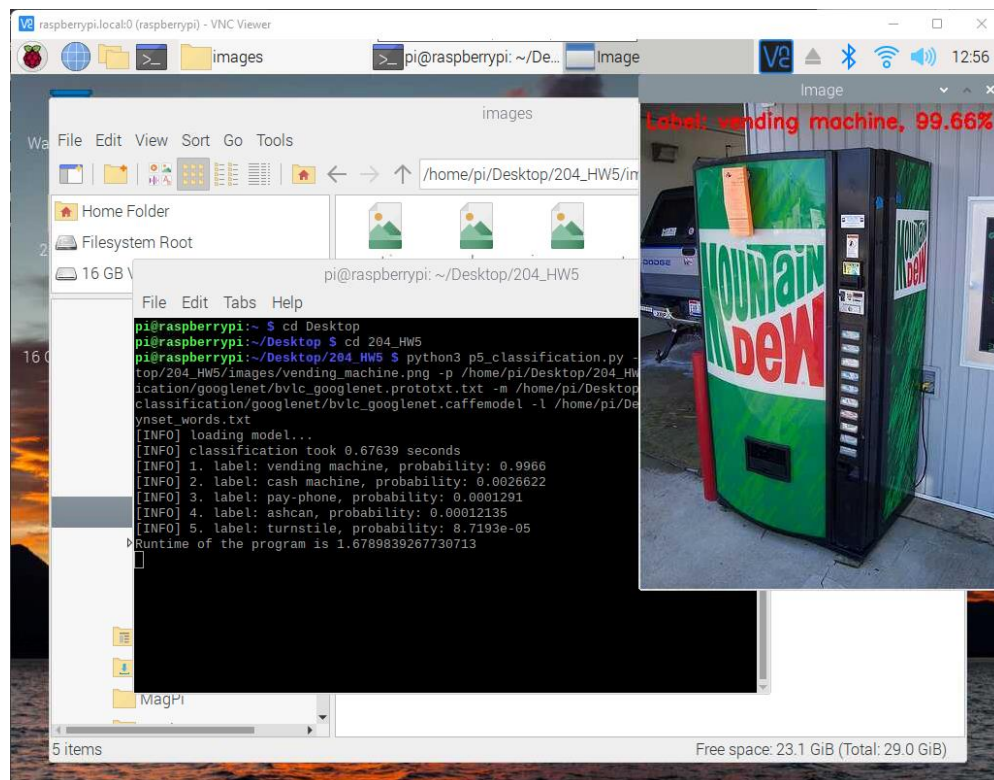 raspberrypi.local:0 (raspberrypi) - VNC Viewer
images
pi@raspberrypi: ~/De...
Image
12:56
images
File Edit View Sort Go Tools
/home/pi/Desktop/204_HW5/im
Home Folder
Filesystem Root
16 GB V
Image
Label: vending machine, 99.66%
DODGE
MOUNTAIN
DEW
MOUNTAIN
DEW
pi@raspberrypi: ~/Desktop/204_HW5
File Edit Tabs Help
pi@raspberrypi:~ $ cd Desktop
pi@raspberrypi:~/Desktop $ cd 204_HW5
pi@raspberrypi:~/Desktop/204_HW5 $ python3 p5_classification.py -
top/204_HW5/images/vending_machine.png -p /home/pi/Desktop/204_HW
ication/googlenet/bvlc_googlenet.prototxt.txt -m /home/pi/Desktop
classification/googlenet/bvlc_googlenet.caffemodel -l /home/pi/De
ynset_words.txt
[INFO] loading model...
[INFO] classification took 0.67639 seconds
[INFO] 1. label: vending machine, probability: 0.9966
[INFO] 2. label: cash machine, probability: 0.0026622
[INFO] 3. label: pay-phone, probability: 0.0001291
[INFO] 4. label: ashcan, probability: 0.00012135
[INFO] 5. label: turnstile, probability: 8.7193e-05
Runtime of the program is 1.6789839267730713
MagPi
5 items
Free space: 23.1 GiB (Total: 29.0 GiB)